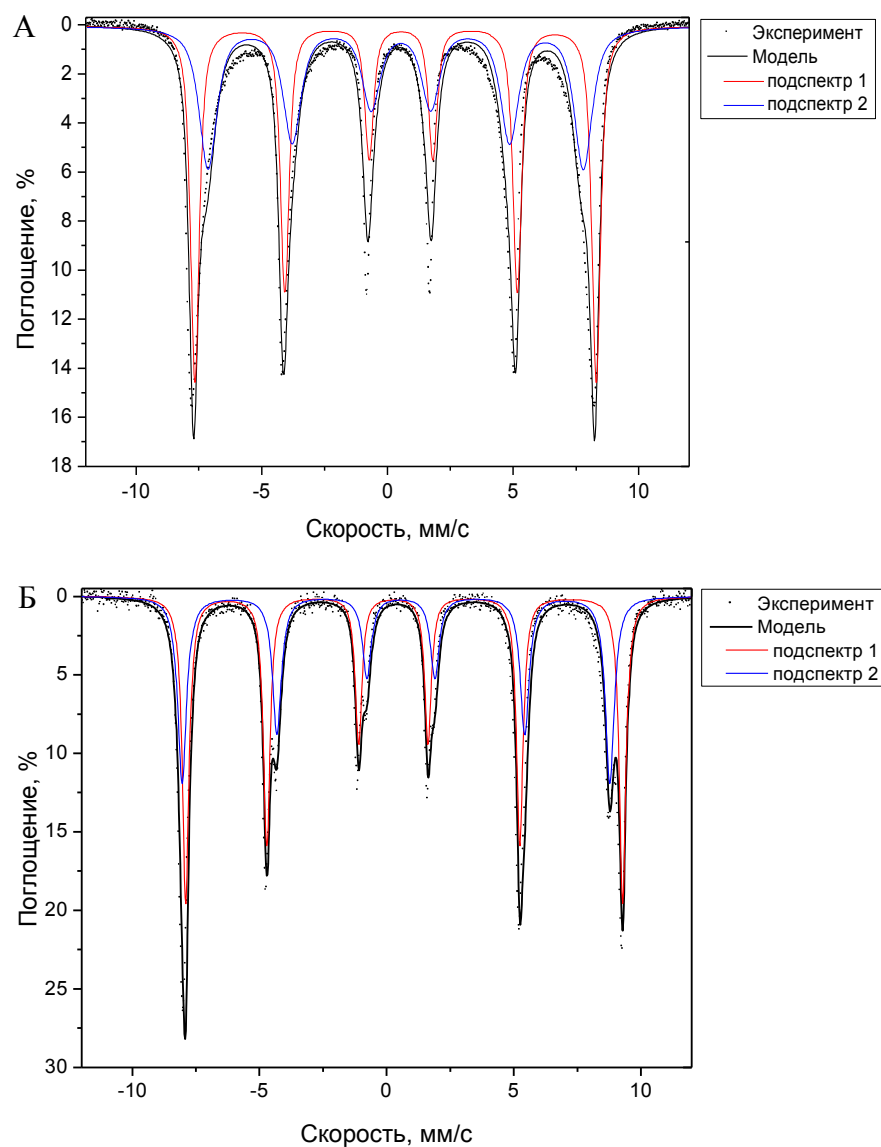 А
0
2
4
6
8
10
12
14
16
18
-10
-5
0
5
10
Поглощение, %
Скорость, мм/с
Эксперимент
Модель
подспектр 1
подспектр 2
Б
0
5
10
15
20
25
30
-10
-5
0
5
10
Поглощение, %
Скорость, мм/с
Эксперимент
Модель
подспектр 1
подспектр 2